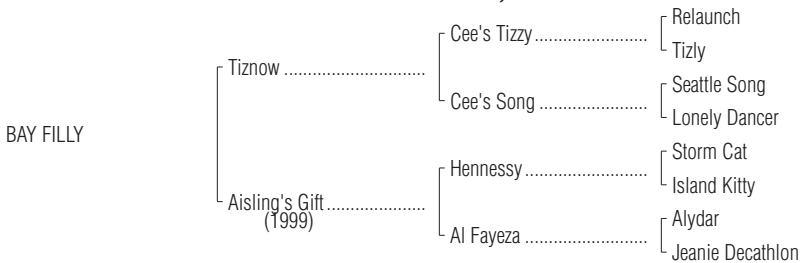 Relaunch
Cee's Tizzy..............................
Tizly
Tiznow ..............................
Seattle Song
Cee's Song ..............................
Lonely Dancer
BAY FILLY
Storm Cat
Hennessy..............................
Island Kitty
Aisling's Gift.....................
(1999)
Alydar
Al Fayeza ..............................
Jeanie Decathlon